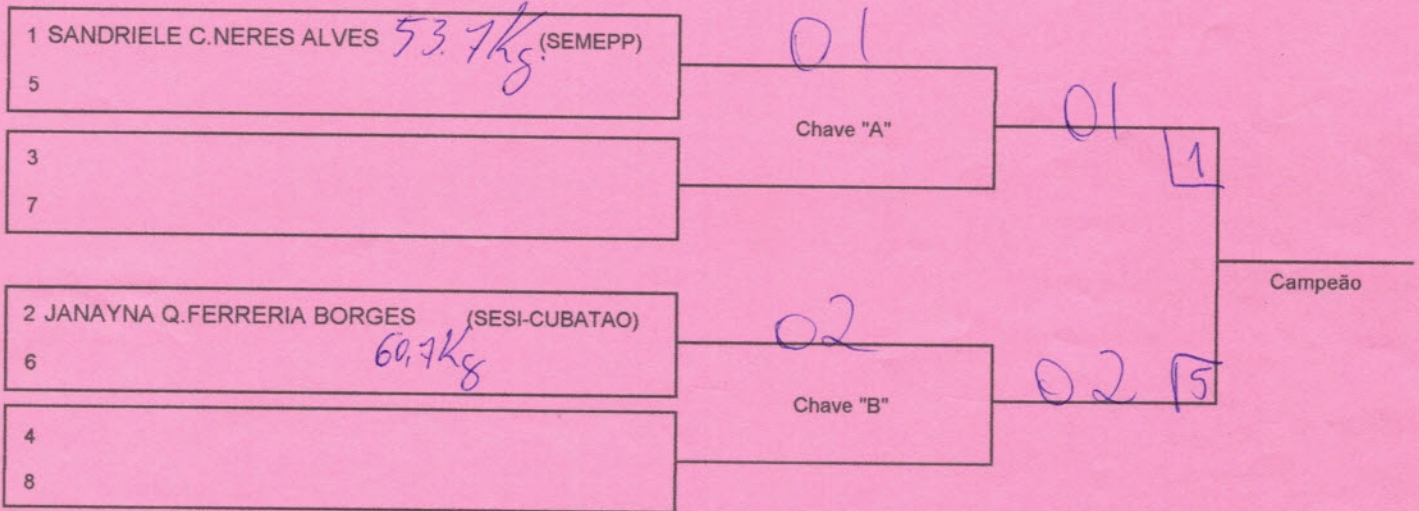 1 SANDRIELE C.NERES ALVES 53.7Kg. (SEMEPP)
5
01
Chave "A"
01
1
3
7
Campeão
2 JANAYNA Q.FERRERIA BORGES (SESI-CUBATAO)
6 60,7Kg
02
Chave "B"
02 5
4
8